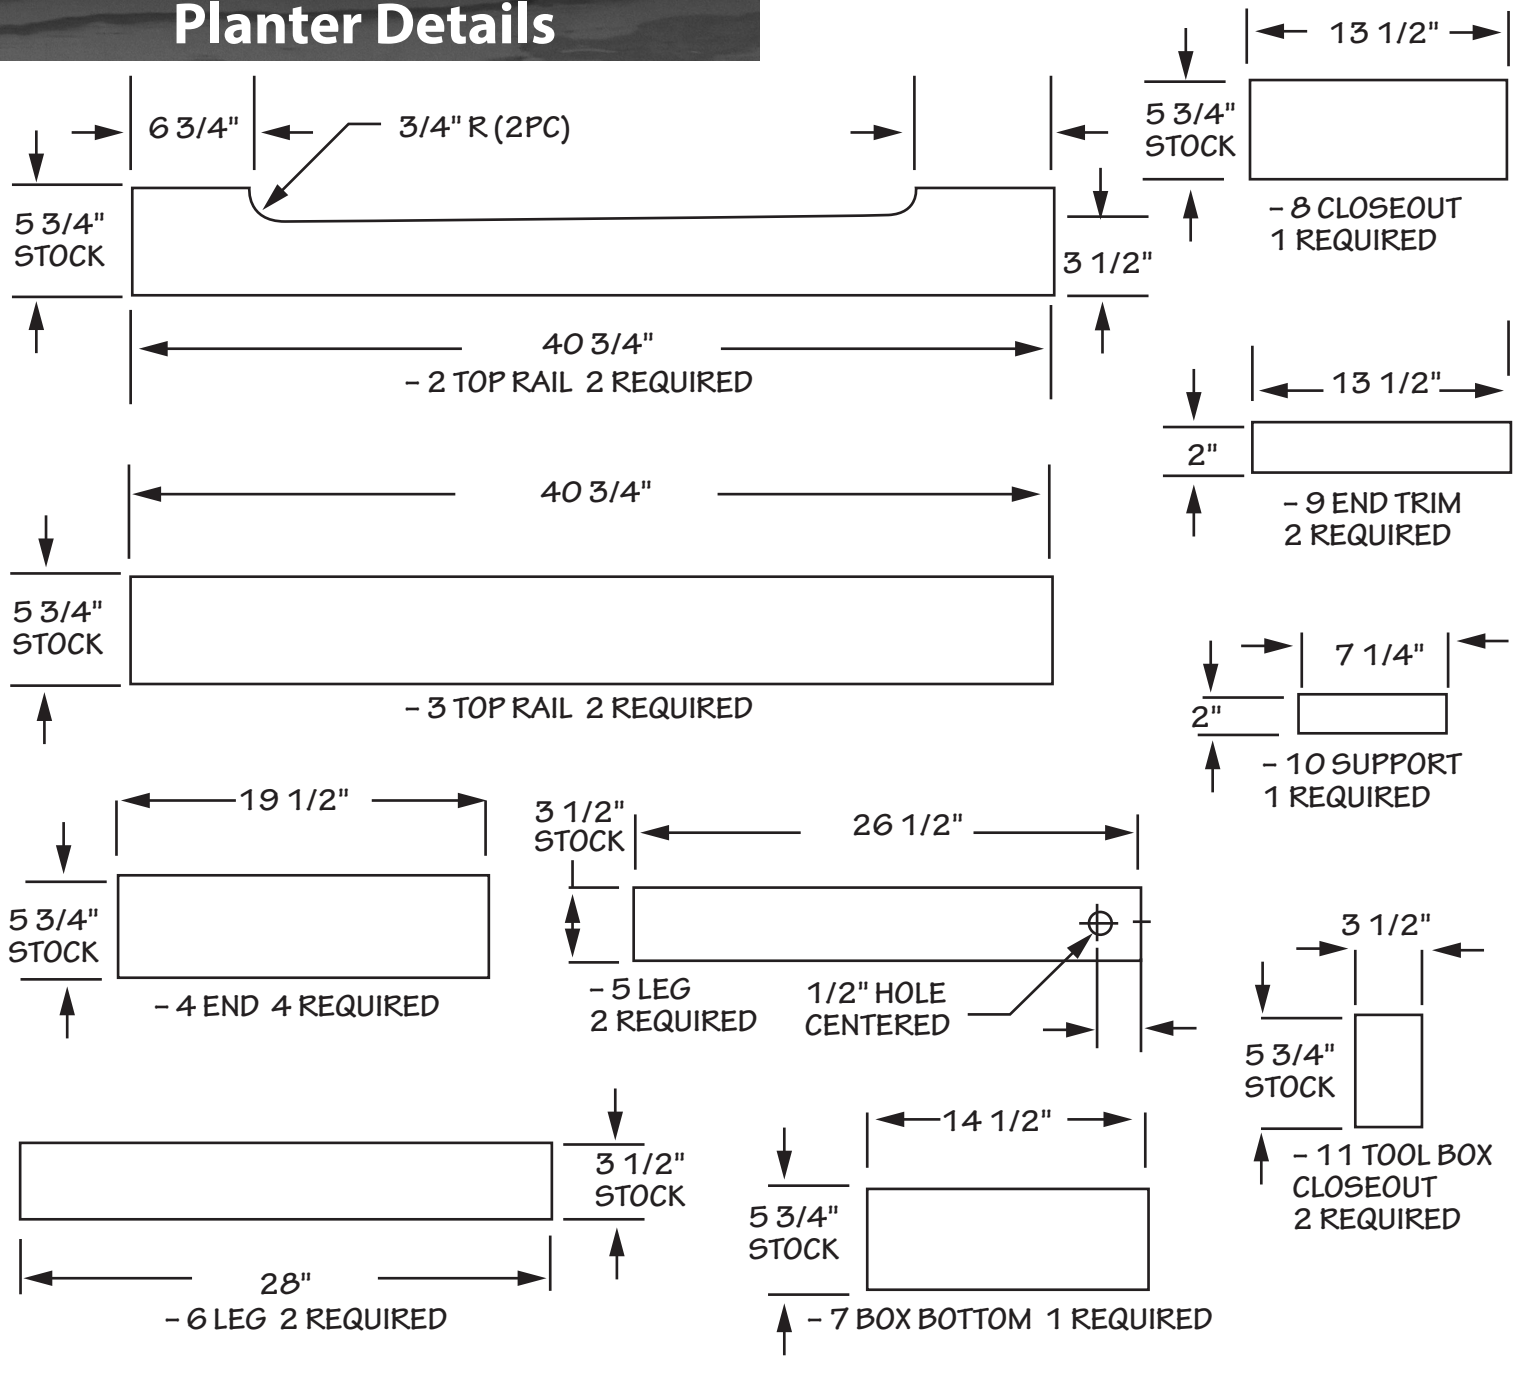 Planter Details
6 3/4"
3/4" R (2PC)
5 3/4"
STOCK
3 1/2"
40 3/4"
– 2 TOP RAIL 2 REQUIRED
13 1/2"
5 3/4"
STOCK
– 8 CLOSEOUT
1 REQUIRED
13 1/2"
2"
– 9 END TRIM
2 REQUIRED
40 3/4"
5 3/4"
STOCK
– 3 TOP RAIL 2 REQUIRED
7 1/4"
2"
– 10 SUPPORT
1 REQUIRED
19 1/2"
5 3/4"
STOCK
– 4 END 4 REQUIRED
3 1/2"
STOCK
26 1/2"
– 5 LEG
2 REQUIRED
1/2" HOLE
CENTERED
3 1/2"
5 3/4"
STOCK
– 11 TOOL BOX
CLOSEOUT
2 REQUIRED
3 1/2"
STOCK
28"
– 6 LEG 2 REQUIRED
14 1/2"
5 3/4"
STOCK
– 7 BOX BOTTOM 1 REQUIRED